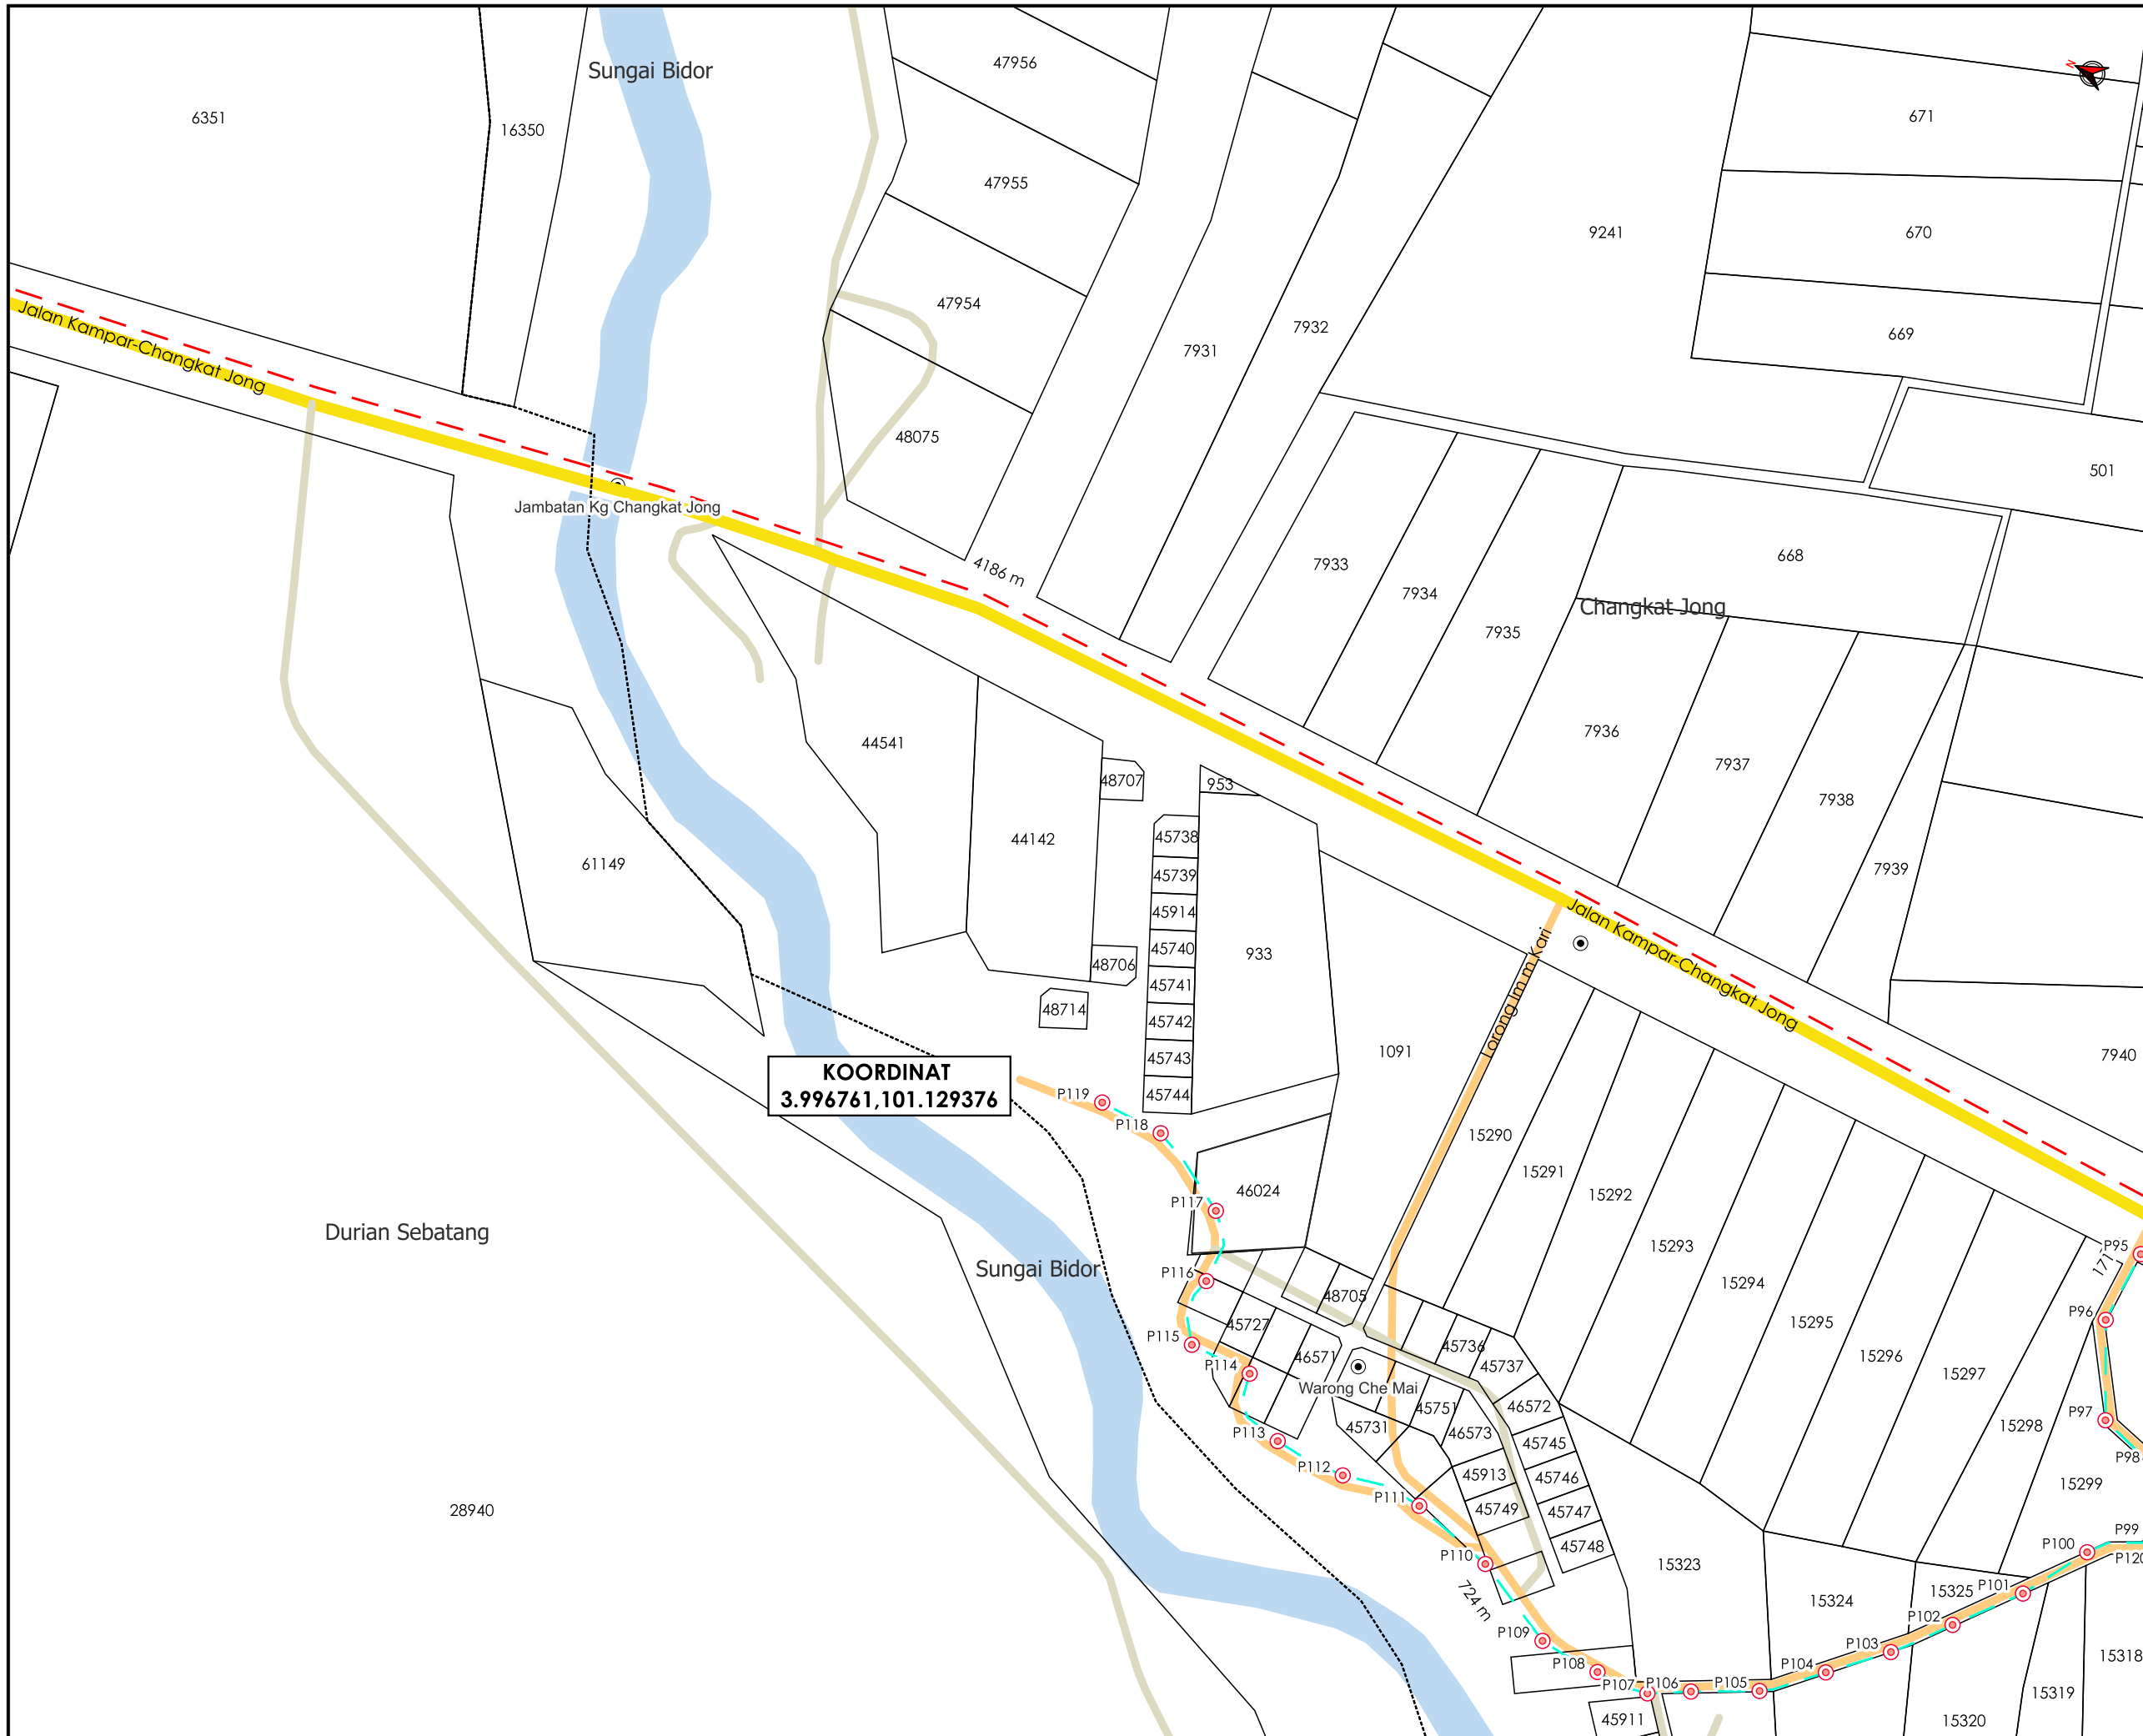 Sungai Bidor
47956
N
6351
16350
671
47955
9241
670
47954
7932
669
Jalan Kampar-Changkat Jong
7931
48075
501
Jambatan Kg Changkat Jong
668
4186 m
7933
7934
Changkat Jong
7935
7936
44541
7937
48707
953
7938
45738
44142
61149
7939
45739
45914
Jalan Kampar-Changkat Jong
45740
933
48706
Lorong Im m Kari
45741
48714
45742
1091
45743
7940
KOORDINAT
3.996761,101.129376
45744
P119
P118
15290
15291
46024
15292
P117
Durian Sebatang
15293
P95
Sungai Bidor
171
P116
15294
48705
P96
15295
45727
P115
45736
15296
46571
P114
45737
15297
Warong Che Mai
45751
46572
P97
45731
15298
P113
46573
45745
P98
P112
45913
45746
15299
P111
28940
45749
45747
P99
P100
45748
P110
P120
15323
P101
15325
15324
724 m
P102
P109
P103
15318
P108
P104
P107
P106
P105
15319
45911
15320